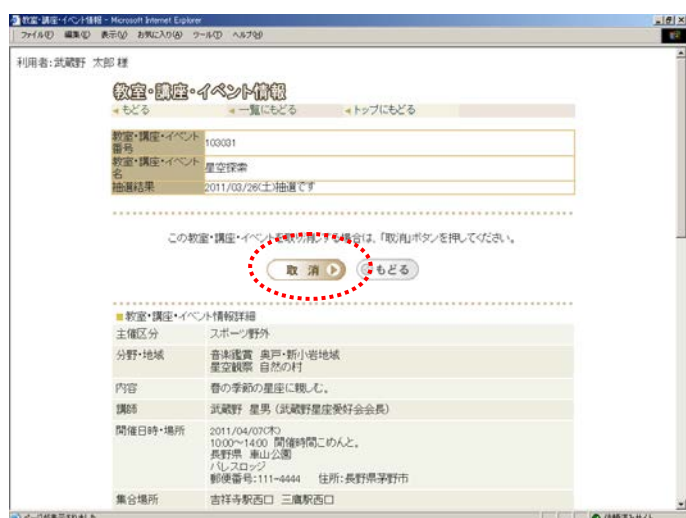 教室・講座・イベント情報 - Microsoft Internet Explorer
ファイル(F) 編集(E) 表示(V) お気に入り(A) ツール(T) ヘルプ(H)
利用者:武蔵野 太郎 様
教室・講座・イベント情報
もどる 一覧にもどる トップにもどる
教室・講座・イベント番号 103031
教室・講座・イベント名 星空探索
抽選結果 2011/03/26(土)抽選です
この教室・講座・イベントを取り消しする場合は、「取消」ボタンを押してください。
取 消 もどる
■教室・講座・イベント情報詳細
主催区分 スポーツ野外
分野・地域 音楽鑑賞 奥戸・新小岩地域
星空観察 自然の村
内容 春の季節の星座に親しむ。
講師 武蔵野 星男 (武蔵野星座愛好会会長)
開催日時・場所 2011/04/07(木)
10:00~14:00 開催時間ごめんと。
長野県 車山公園
パレスロッジ
郵便番号:111-4444 住所:長野県茅野市
集合場所 吉祥寺駅西口 三鷹駅西口